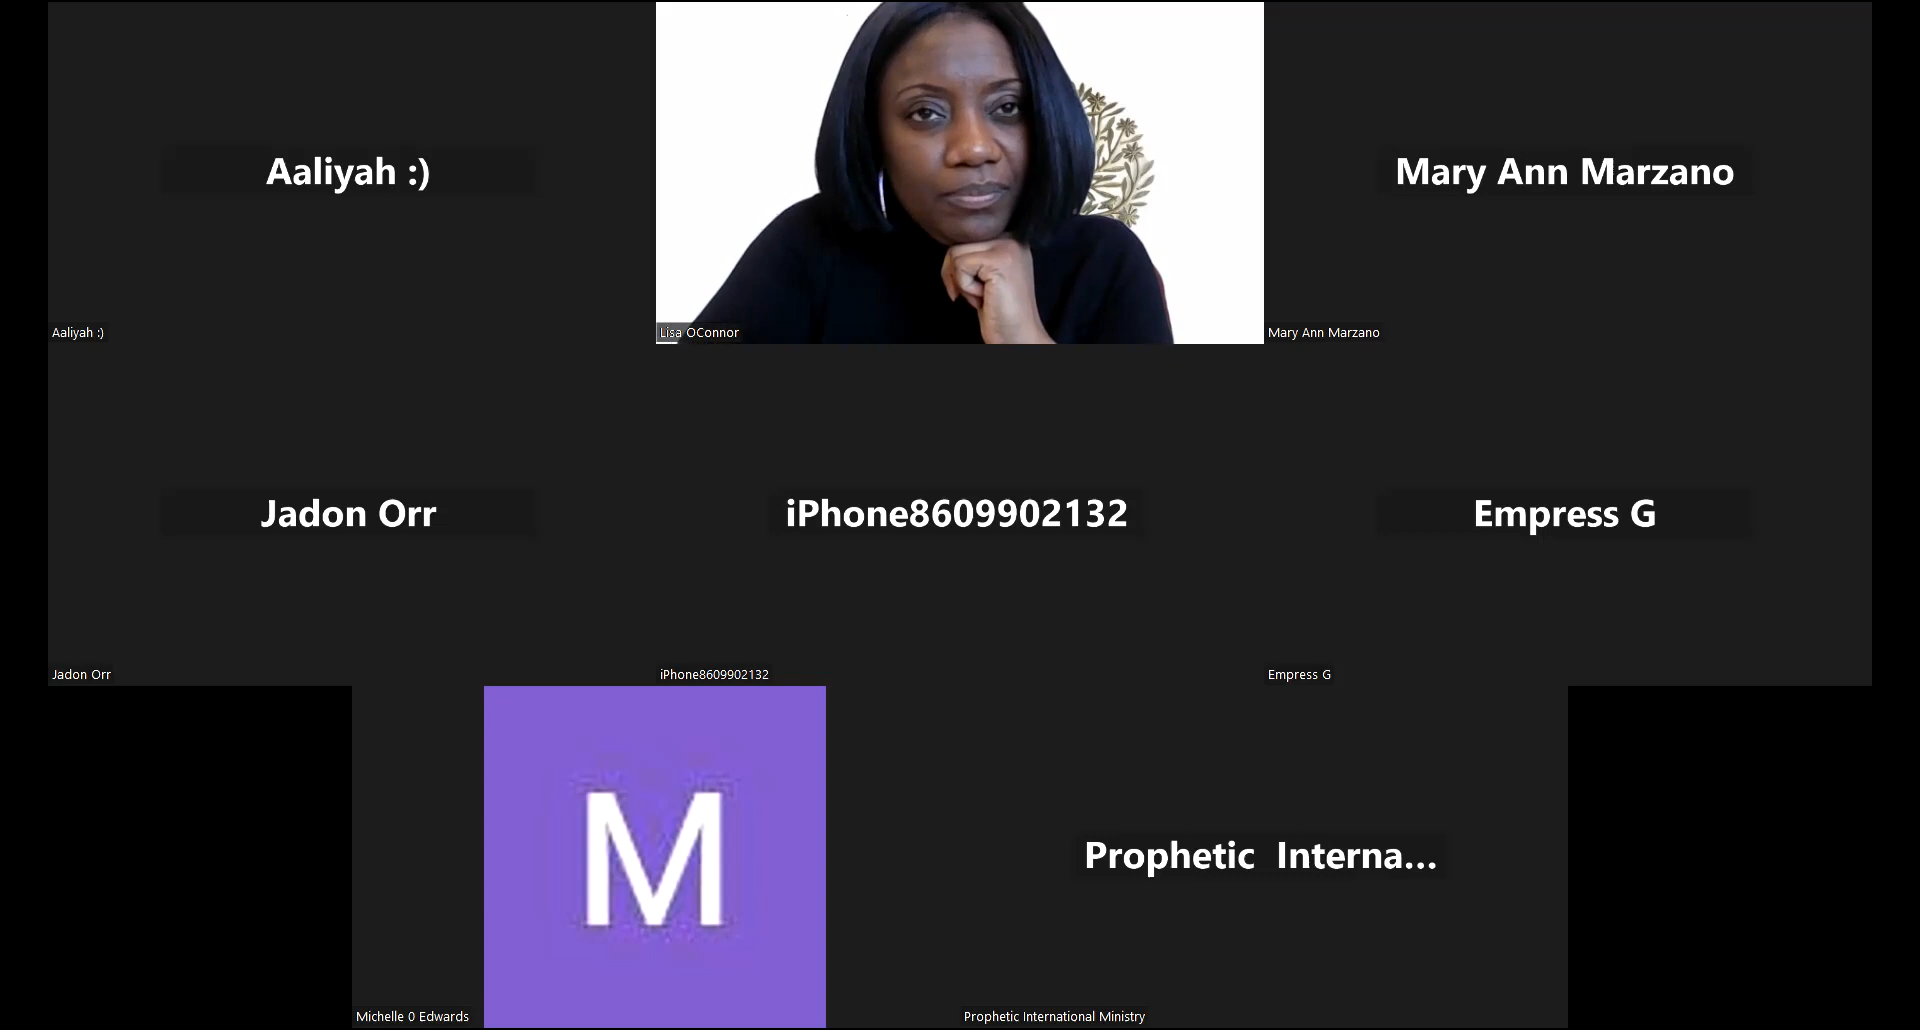 Aaliyah :)
Mary Ann Marzano
Aaliyah :)
Lisa OConnor
Mary Ann Marzano
Jadon Orr
iPhone8609902132
Empress G
Jadon Orr
iPhone8609902132
Empress G
M
Prophetic Interna...
Michelle 0 Edwards
Prophetic International Ministry